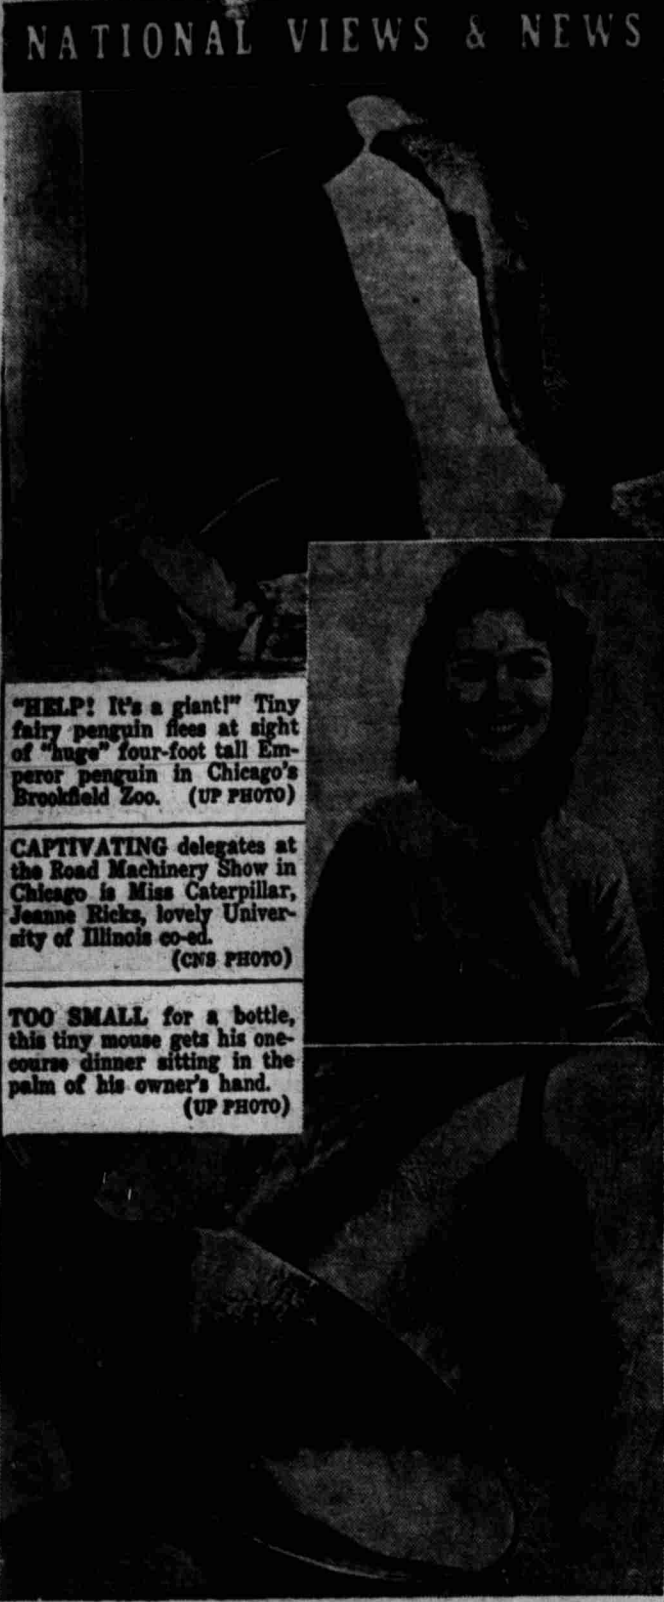 NATIONAL VIEWS & NEWS
"HELP! It's a giant!" Tiny
fairy penguin flees at sight
of "huge" four-foot tall Em-
peror penguin in Chicago's
Brookfield Zoo. (UP PHOTO)
CAPTIVATING delegates at
the Road Machinery Show in
Chicago is Miss Caterpillar,
Jeanne Ricks, lovely Univer-
sity of Illinois co-ed.
(CNS PHOTO)
TOO SMALL for a bottle,
this tiny mouse gets his one-
course dinner sitting in the
palm of his owner's hand.
(UP PHOTO)